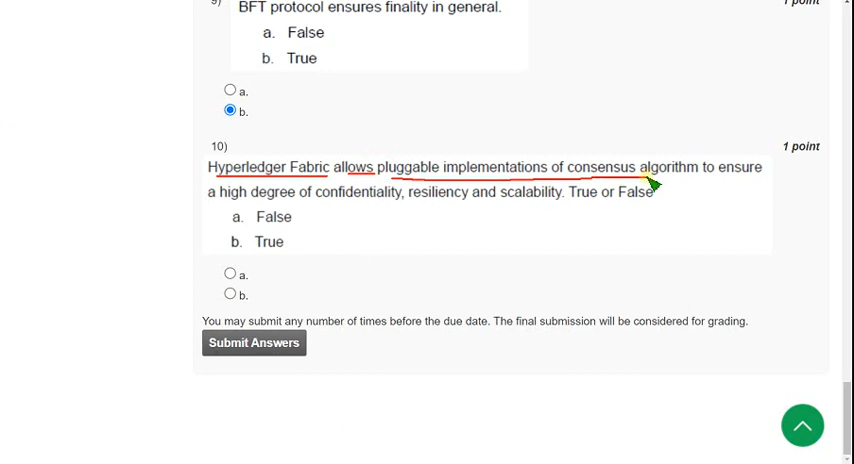 9)
1 point
BFT protocol ensures finality in general.
a. False
b. True
a.
b.
10)
1 point
Hyperledger Fabric allows pluggable implementations of consensus algorithm to ensure
a high degree of confidentiality, resiliency and scalability. True or False
a. False
b. True
a.
b.
You may submit any number of times before the due date. The final submission will be considered for grading.
Submit Answers